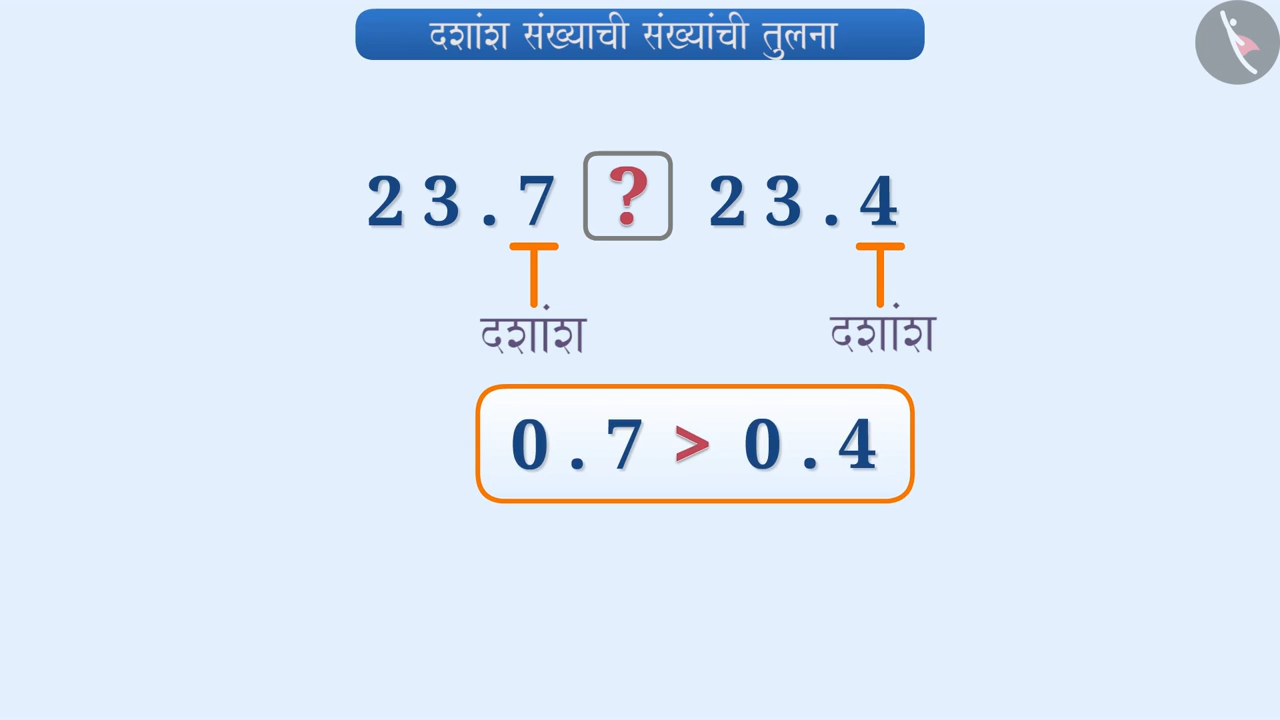 दशांश संख्याची संख्यांची तुलना
23.7 ? 23.4
दशांश दशांश
0.7 > 0.4